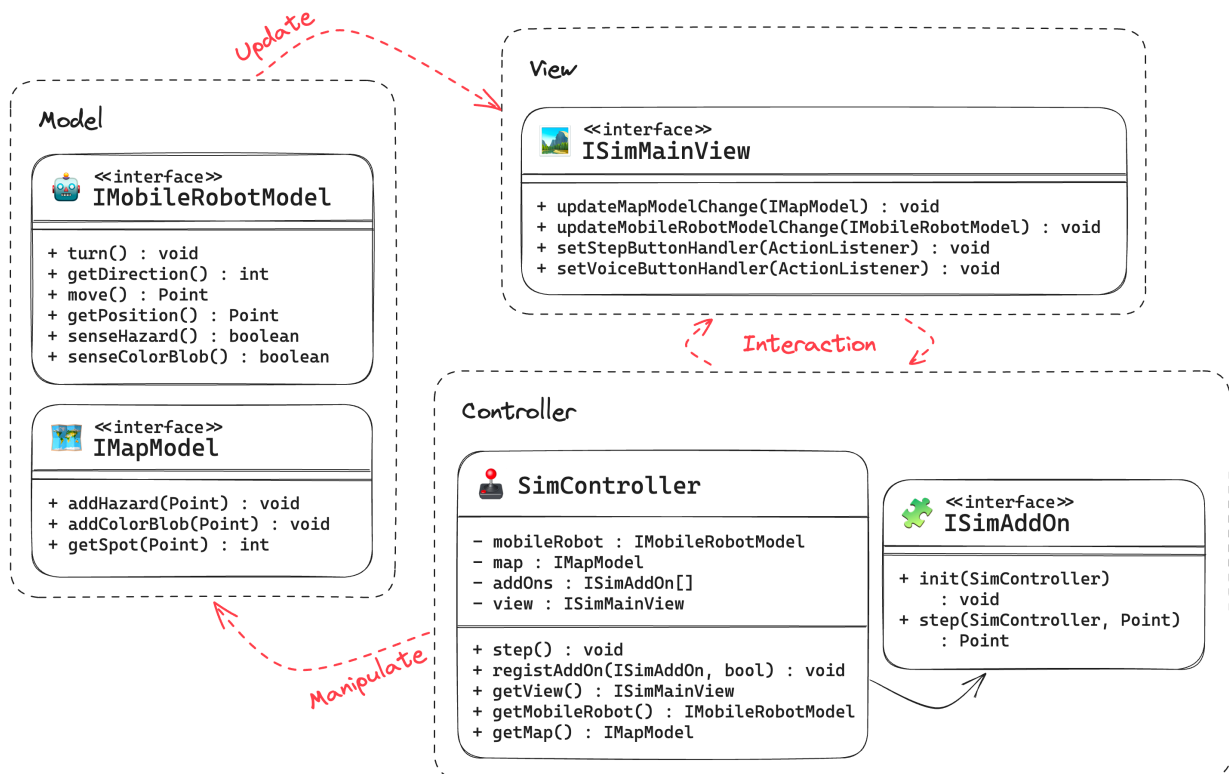 Update
Model
<<interface>>
IMobileRobotModel
+ turn() : void
+ getDirection() : int
+ move() : Point
+ getPosition() : Point
+ senseHazard() : boolean
+ senseColorBlob() : boolean
<<interface>>
IMapModel
+ addHazard(Point) : void
+ addColorBlob(Point) : void
+ getSpot(Point) : int
View
<<interface>>
ISimMainView
+ updateMapModelChange(IMapModel) : void
+ updateMobileRobotModelChange(IMobileRobotModel) : void
+ setStepButtonHandler(ActionListener) : void
+ setVoiceButtonHandler(ActionListener) : void
Interaction
Manipulate
Controller
SimController
- mobileRobot : IMobileRobotModel
- map : IMapModel
- addOns : ISimAddOn[]
- view : ISimMainView
+ step() : void
+ registAddOn(ISimAddOn, bool) : void
+ getView() : ISimMainView
+ getMobileRobot() : IMobileRobotModel
+ getMap() : IMapModel
<<interface>>
ISimAddOn
+ init(SimController)
: void
+ step(SimController, Point)
: Point